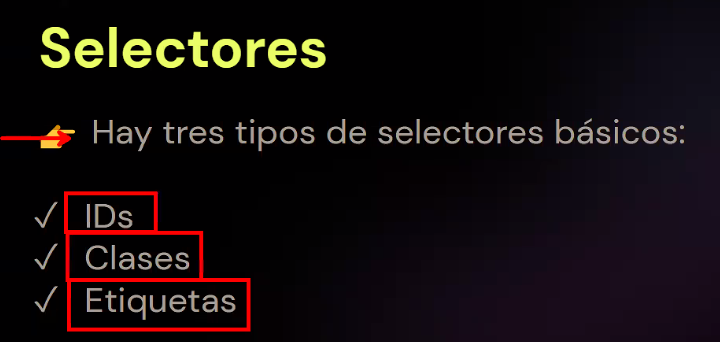 Selectores
👉 Hay tres tipos de selectores básicos:
✓ IDs
✓ Clases
✓ Etiquetas